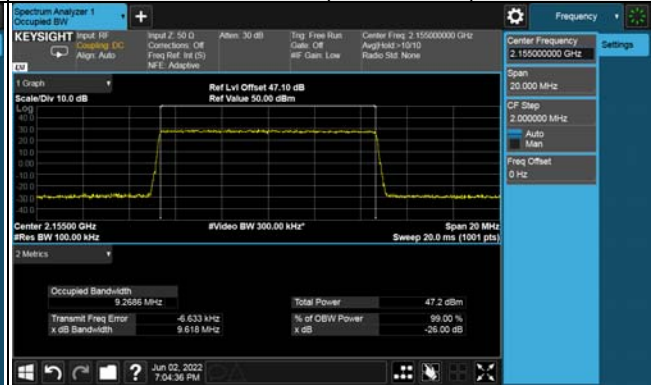 Spectrum Analyzer 1
Occupied BW
Frequency
KEYSIGHT
Input: RF
Coupling: DC
Align: Auto
Input Z: 50 Ω
Corrections: Off
Freq Ref: Int (S)
NFE: Adaptive
Atten: 30 dB
Trig: Free Run
Gate: Off
#IF Gain: Low
Center Freq: 2.155000000 GHz
Avg|Hold:>10/10
Radio Std: None
Center Frequency
2.155000000 GHz
Settings
Span
20.000 MHz
CF Step
2.000000 MHz
Auto
Man
Freq Offset
0 Hz
1 Graph
Scale/Div 10.0 dB
Ref Lvl Offset 47.10 dB
Ref Value 50.00 dBm
Log
40.0
30.0
20.0
10.0
0.00
-10.0
-20.0
-30.0
-40.0
Center 2.15500 GHz
#Video BW 300.00 kHz*
Span 20 MHz
#Res BW 100.00 kHz
Sweep 20.0 ms (1001 pts)
2 Metrics
Occupied Bandwidth
9.2686 MHz
Total Power
47.2 dBm
Transmit Freq Error
-6.633 kHz
% of OBW Power
99.00 %
x dB Bandwidth
9.618 MHz
x dB
-26.00 dB
Jun 02, 2022
7:04:36 PM